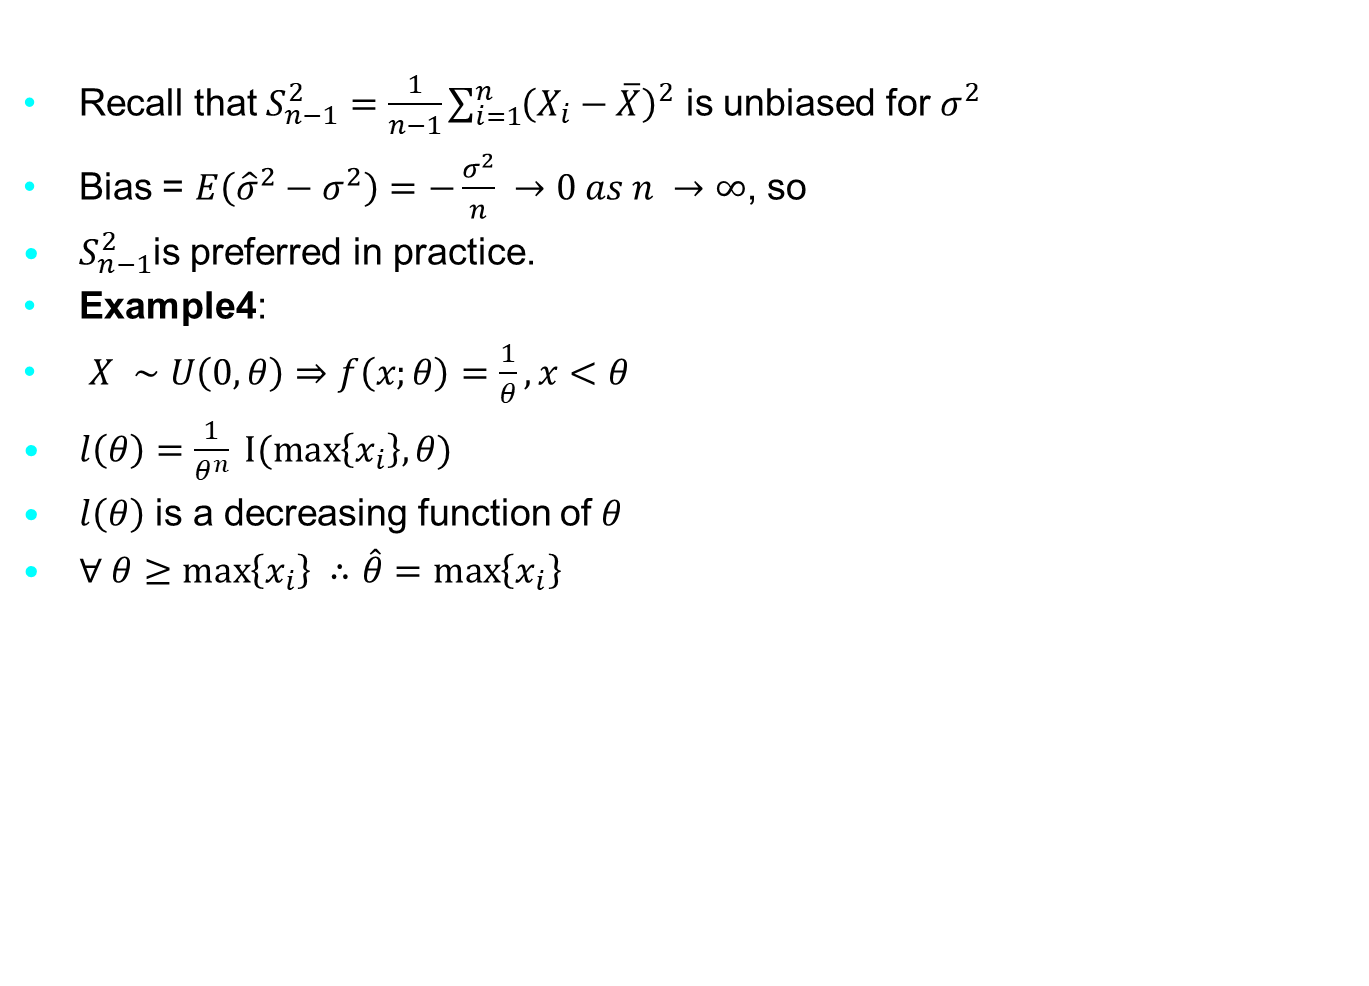 • Recall that $S_{n-1}^2 = \frac{1}{n-1}\sum_{i=1}^{n}(X_i - \bar{X})^2$ is unbiased for $\sigma^2$
• Bias = $E(\hat{\sigma}^2 - \sigma^2) = -\frac{\sigma^2}{n} \to 0 \; as \; n \to \infty$, so
• $S_{n-1}^2$is preferred in practice.
• Example4:
• $X \sim U(0, \theta) \Rightarrow f(x; \theta) = \frac{1}{\theta}, x < \theta$
• $l(\theta) = \frac{1}{\theta^n} \; \mathrm{I}(\max\{x_i\}, \theta)$
• $l(\theta)$ is a decreasing function of $\theta$
• $\forall \; \theta \geq \max\{x_i\} \; \therefore \hat{\theta} = \max\{x_i\}$